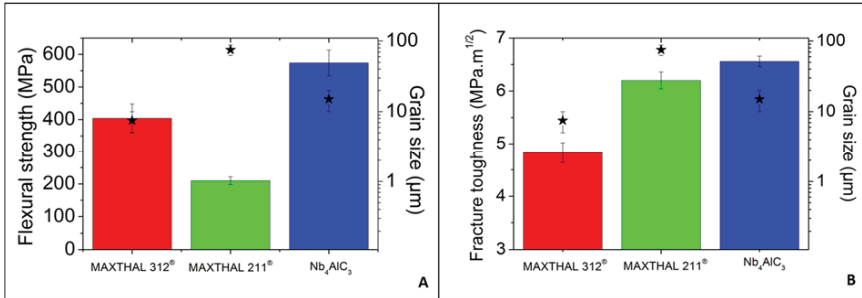 Flexural strength (MPa)
600
500
400
300
200
100
0
100
10
1
Grain size (µm)
MAXTHAL 312®
MAXTHAL 211®
Nb₄AlC₃
A
Fracture toughness (MPa.m¹/²)
7
6
5
4
3
100
10
1
Grain size (µm)
MAXTHAL 312®
MAXTHAL 211®
Nb₄AlC₃
B